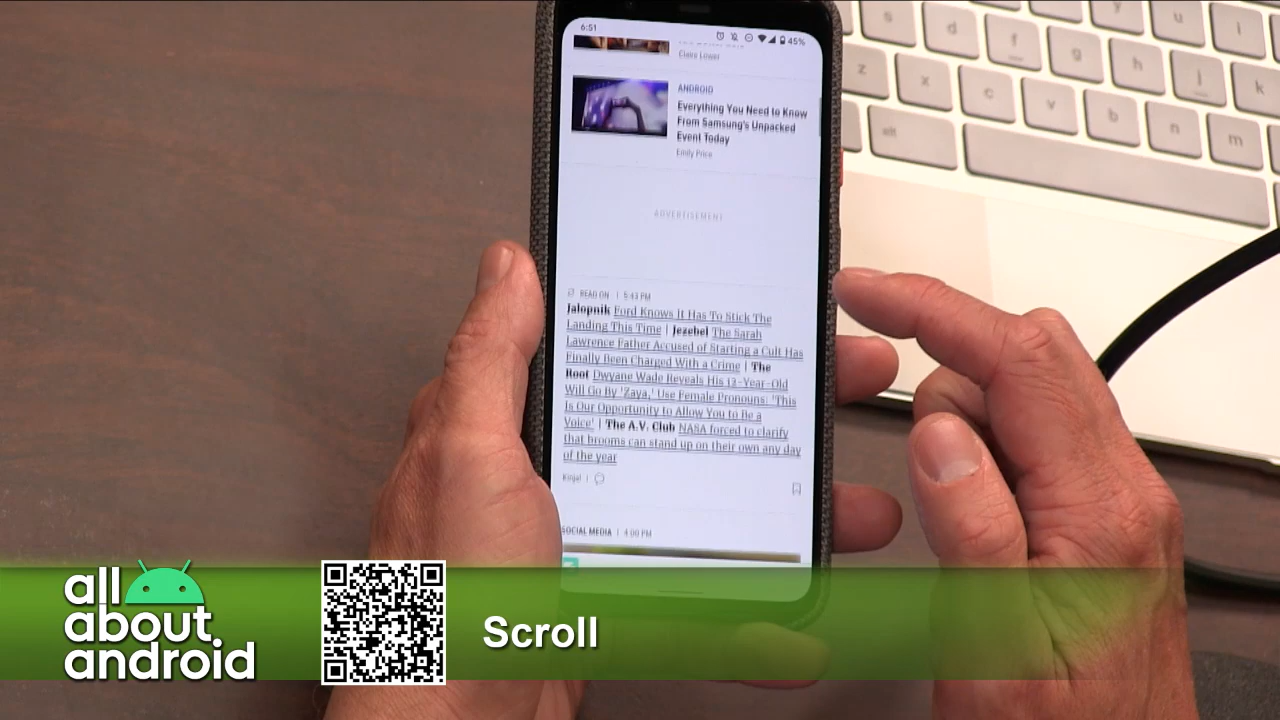 6:51
45%
Claire Lower
ANDROID
Everything You Need to Know
From Samsung's Unpacked
Event Today
Emily Price
ADVERTISEMENT
READ ON | 5:43 PM
Jalopnik Ford Knows It Has To Stick The
Landing This Time | Jezebel The Sarah
Lawrence Father Accused of Starting a Cult Has
Finally Been Charged With a Crime | The
Root Dwyane Wade Reveals His 12-Year-Old
Will Go By 'Zaya,' Use Female Pronouns: 'This
Is Our Opportunity to Allow You to Be a
Voice' | The A.V. Club NASA forced to clarify
that brooms can stand up on their own any day
of the year
Kinja!
SOCIAL MEDIA | 4:00 PM
s
d
f
g
h
j
k
y
u
i
z
x
c
v
b
n
m
alt
all
about
android
Scroll